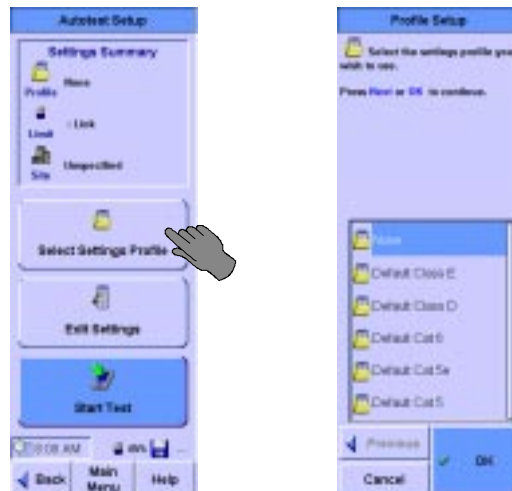 Autotest Setup
Settings Summary
Profile
None
Limit
: Link
Site
Unspecified
Select Settings Profile
Edit Settings
Start Test
AM
Back
Main
Menu
Help
Profile Setup
Select the settings profile you
wish to use.
Press Next or OK to continue.
None
Default Class E
Default Class D
Default Cat 6
Default Cat 5e
Default Cat 5
Previous
OK
Cancel